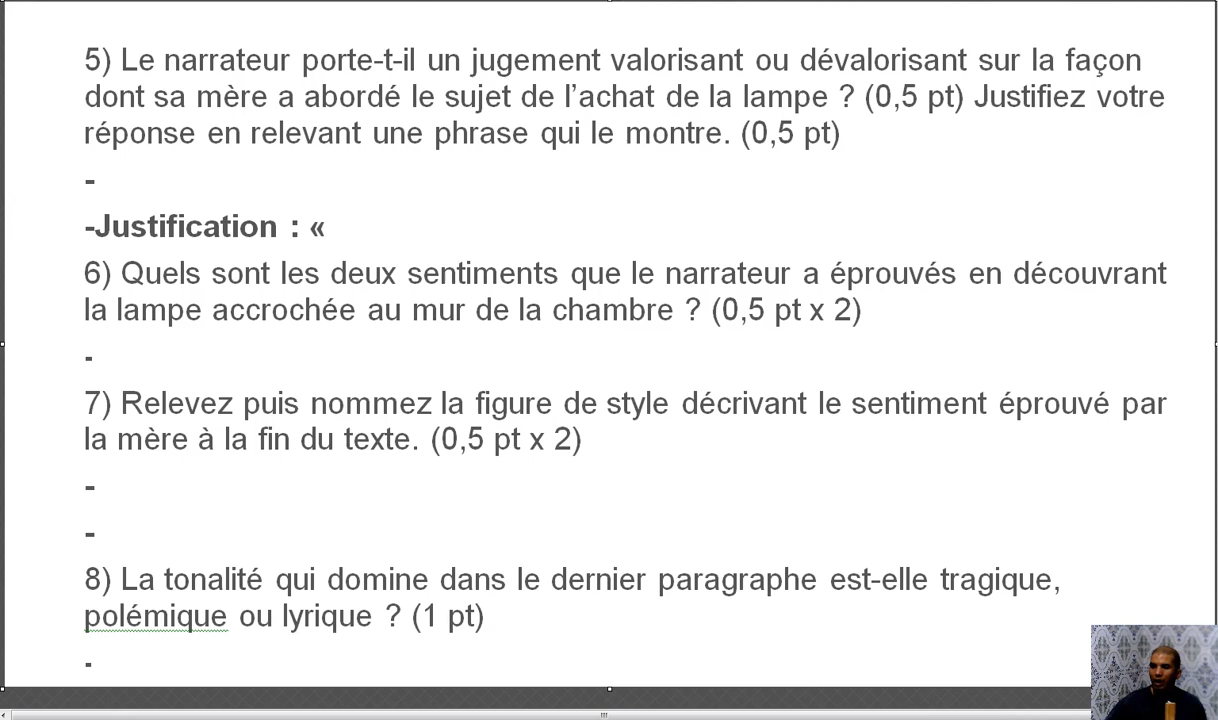 5) Le narrateur porte-t-il un jugement valorisant ou dévalorisant sur la façon
dont sa mère a abordé le sujet de l’achat de la lampe ? (0,5 pt) Justifiez votre
réponse en relevant une phrase qui le montre. (0,5 pt)
-
-Justification : «
6) Quels sont les deux sentiments que le narrateur a éprouvés en découvrant
la lampe accrochée au mur de la chambre ? (0,5 pt x 2)
-
7) Relevez puis nommez la figure de style décrivant le sentiment éprouvé par
la mère à la fin du texte. (0,5 pt x 2)
-
-
8) La tonalité qui domine dans le dernier paragraphe est-elle tragique,
polémique ou lyrique ? (1 pt)
-